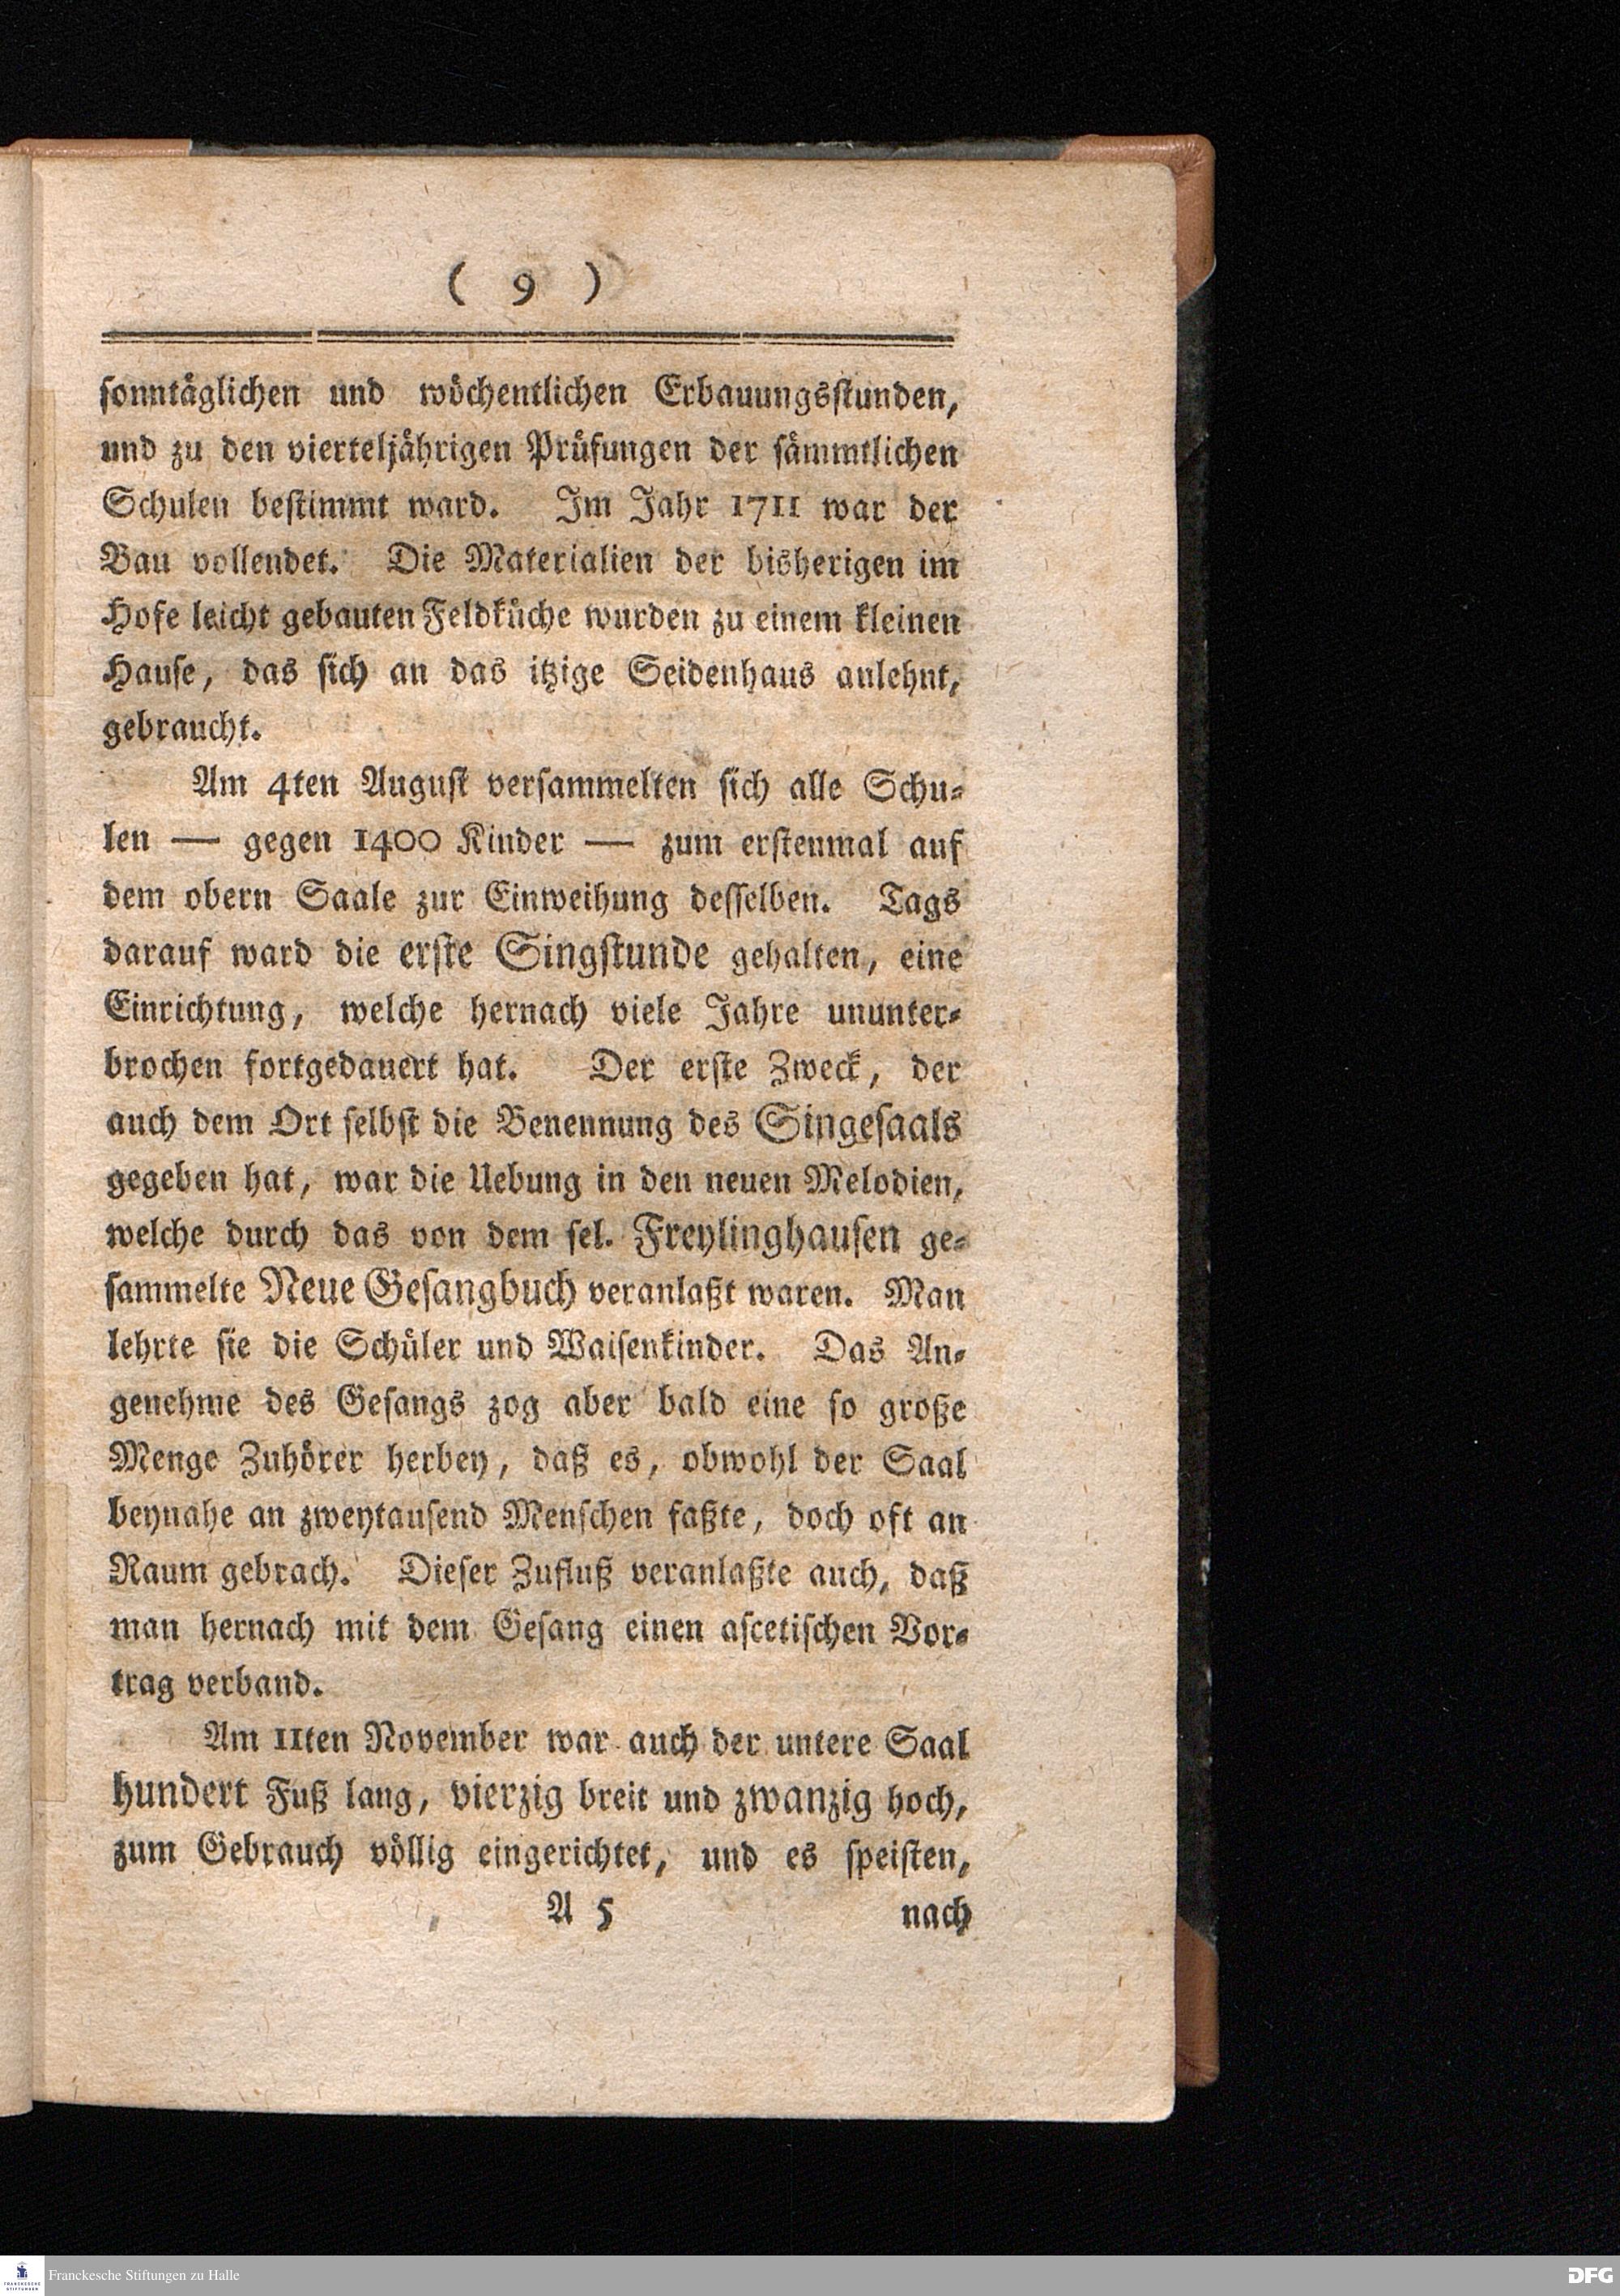 ( 9 )
sonntäglichen und wöchentlichen Erbauungsstunden,
und zu den vierteljährigen Prüfungen der sämmtlichen
Schulen bestimmt ward. Im Jahr 1711 war der
Bau vollendet. Die Materialien der bisherigen im
Hofe leicht gebauten Feldküche wurden zu einem kleinen
Hause, das sich an das itzige Seidenhaus anlehnt,
gebraucht.
Am 4ten August versammelten sich alle Schu-
len — gegen 1400 Kinder — zum erstenmal auf
dem obern Saale zur Einweihung desselben. Tags
darauf ward die erste Singstunde gehalten, eine
Einrichtung, welche hernach viele Jahre ununter-
brochen fortgedauert hat. Der erste Zweck, der
auch dem Ort selbst die Benennung des Singesaals
gegeben hat, war die Uebung in den neuen Melodien,
welche durch das von dem sel. Freylinghausen ge-
sammelte Neue Gesangbuch veranlaßt waren. Man
lehrte sie die Schüler und Waisenkinder. Das An-
genehme des Gesangs zog aber bald eine so große
Menge Zuhörer herbey, daß es, obwohl der Saal
beynahe an zweytausend Menschen faßte, doch oft an
Raum gebrach. Dieser Zufluß veranlaßte auch, daß
man hernach mit dem Gesang einen ascetischen Vor-
trag verband.
Am 11ten November war auch der untere Saal
hundert Fuß lang, vierzig breit und zwanzig hoch,
zum Gebrauch völlig eingerichtet, und es speisten,
A 5 nach
FRANCKESCHE
STIFTUNGEN
Franckesche Stiftungen zu Halle
DFG